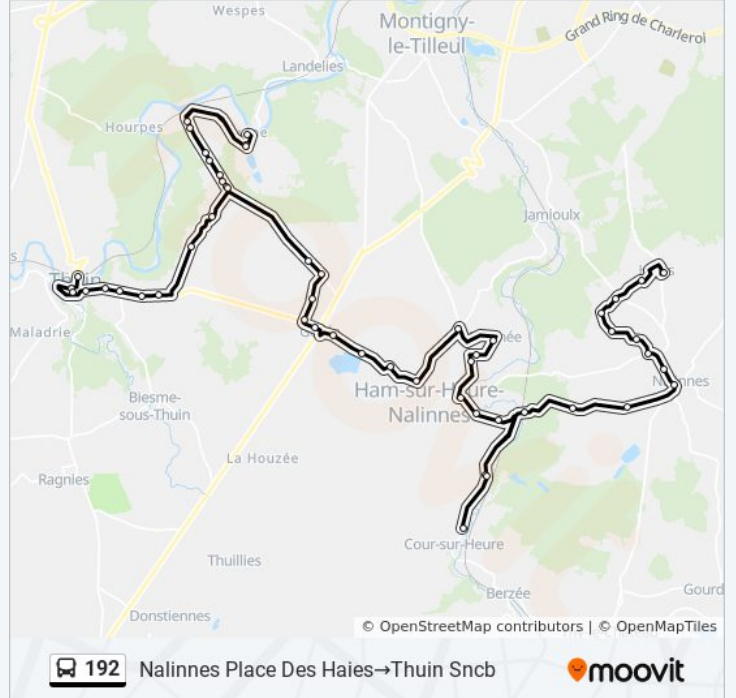 Wespes
Montigny-
le-Tilleul
Grand Ring de Charleroi
Landelies
Hourpes
Jamioulx
Thuin
Maladrie
Ham-sur-Heure-
Nalinnes
Biesme-
sous-Thuin
La Houzée
Ragnies
Cour-sur-Heure
Thuillies
Berzée
Gourd
Donstiennes
© OpenStreetMap contributors | © OpenMapTiles
192 Nalinnes Place Des Haies→Thuin Sncb moovit